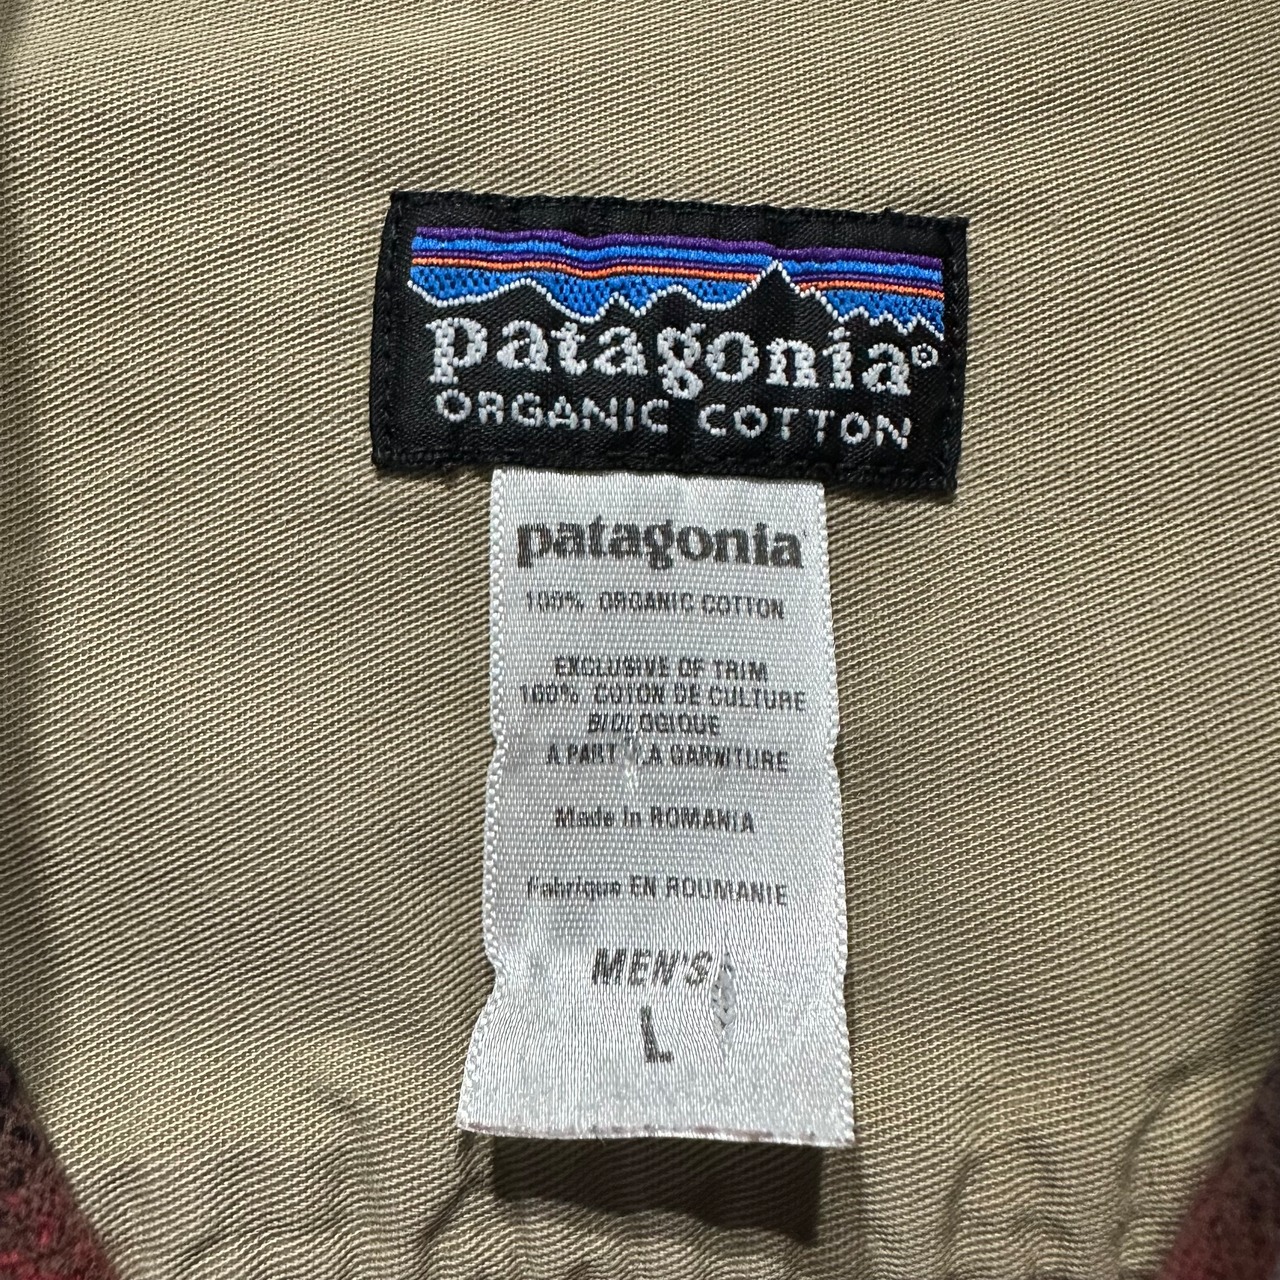 patagonia®
ORGANIC COTTON
patagonia
100% ORGANIC COTTON
EXCLUSIVE OF TRIM
100% COTON DE CULTURE
BIOLOGIQUE
A PART LA GARNITURE
Made in ROMANIA
Fabrique EN ROUMANIE
MEN'S
L